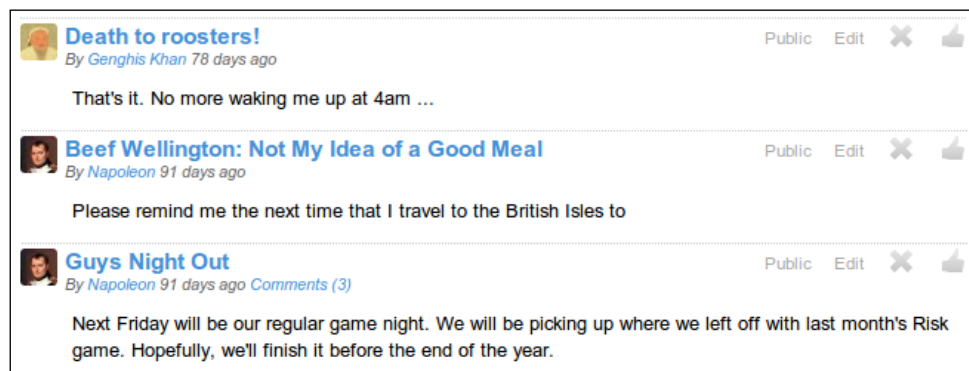 Death to roosters!
Public Edit
By Genghis Khan 78 days ago
That's it. No more waking me up at 4am ...
Beef Wellington: Not My Idea of a Good Meal
Public Edit
By Napoleon 91 days ago
Please remind me the next time that I travel to the British Isles to
Guys Night Out
Public Edit
By Napoleon 91 days ago Comments (3)
Next Friday will be our regular game night. We will be picking up where we left off with last month's Risk
game. Hopefully, we'll finish it before the end of the year.